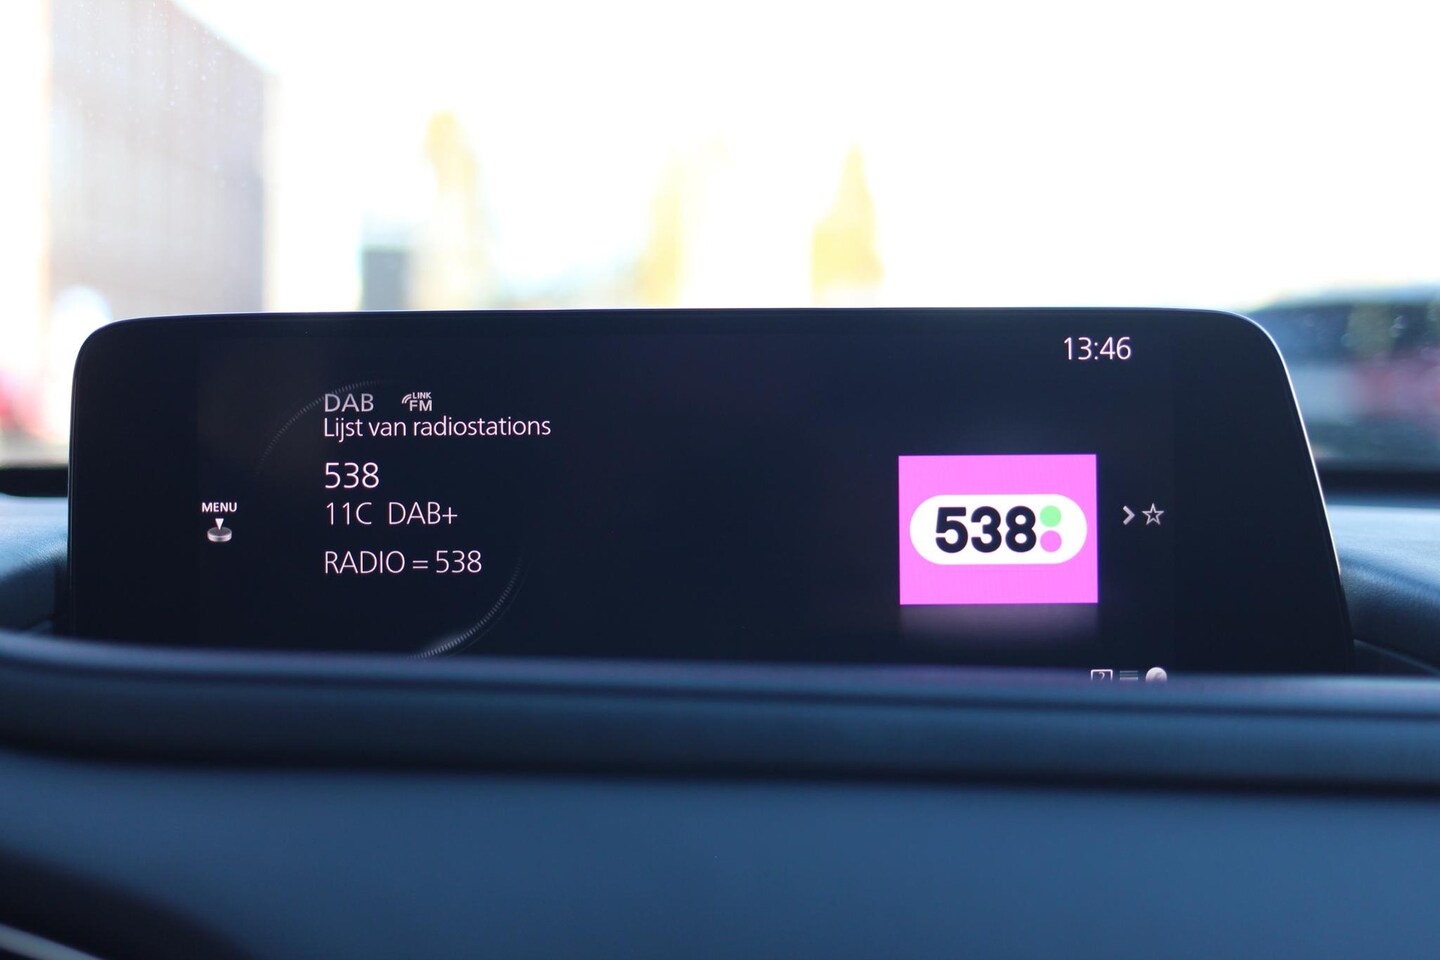 13:46
DAB LINK FM
Lijst van radiostations
538
11C DAB+
RADIO = 538
MENU
538